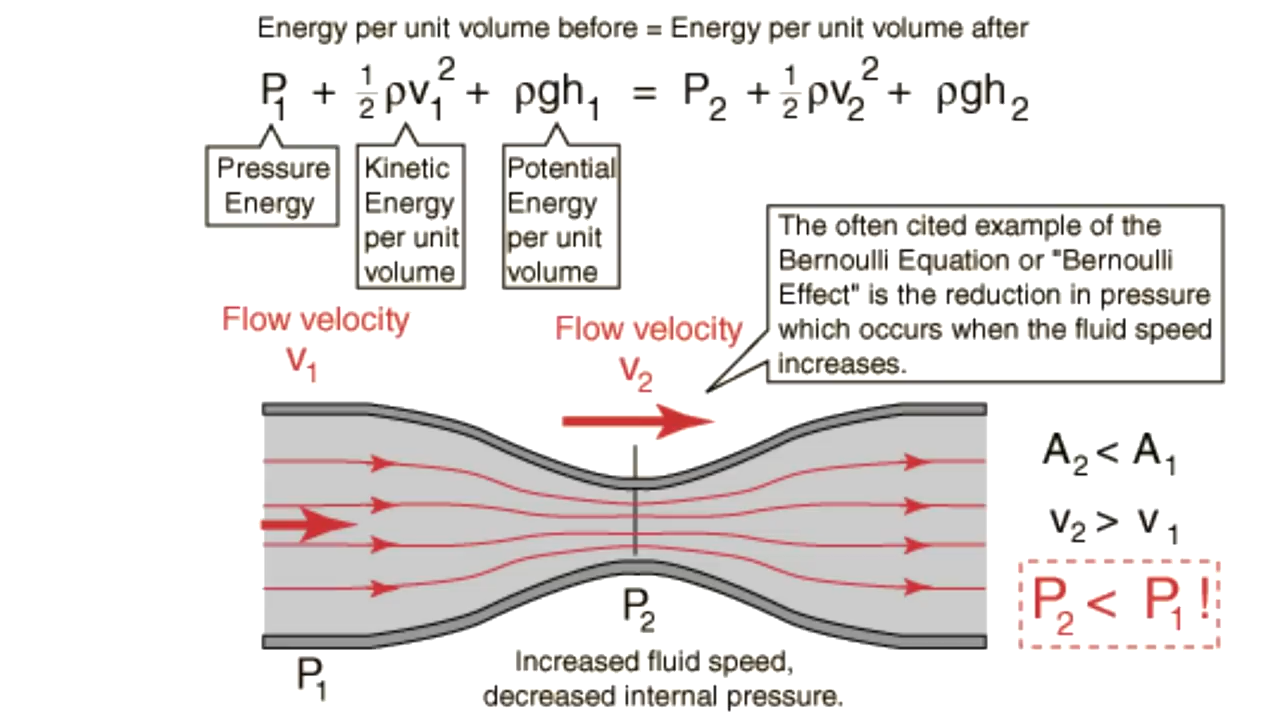 Energy per unit volume before = Energy per unit volume after
P₁ + ½ρv₁² + ρgh₁ = P₂ + ½ρv₂² + ρgh₂
Pressure
Energy
Kinetic
Energy
per unit
volume
Potential
Energy
per unit
volume
The often cited example of the
Bernoulli Equation or "Bernoulli
Effect" is the reduction in pressure
which occurs when the fluid speed
increases.
Flow velocity
v₁
Flow velocity
v₂
A₂ < A₁
v₂ > v₁
P₂ < P₁ !
P₂
P₁
Increased fluid speed,
decreased internal pressure.